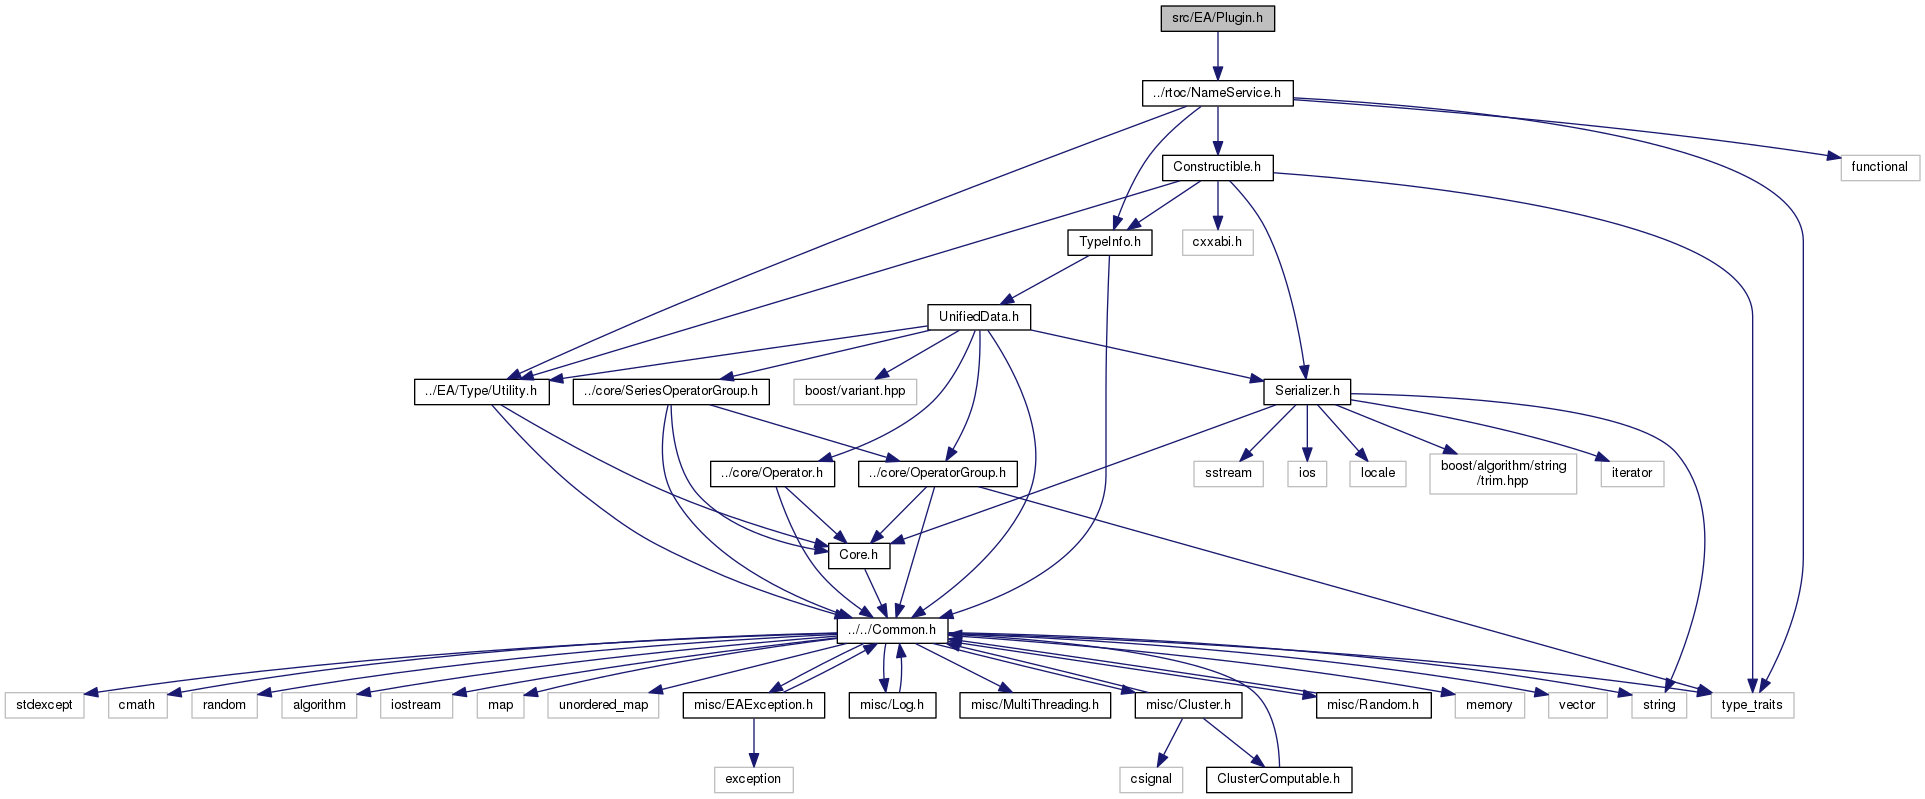 src/EA/Plugin.h
../rtoc/NameService.h
Constructible.h
functional
TypeInfo.h
cxxabi.h
UnifiedData.h
../EA/Type/Utility.h
../core/SeriesOperatorGroup.h
boost/variant.hpp
Serializer.h
../core/Operator.h
../core/OperatorGroup.h
sstream
ios
locale
boost/algorithm/string
/trim.hpp
iterator
Core.h
../../Common.h
stdexcept
cmath
random
algorithm
iostream
map
unordered_map
misc/EAException.h
misc/Log.h
misc/MultiThreading.h
misc/Cluster.h
misc/Random.h
memory
vector
string
type_traits
exception
csignal
ClusterComputable.h